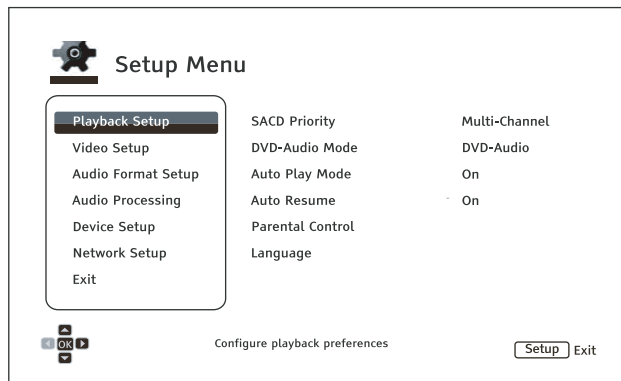 Setup Menu
Playback Setup
Video Setup
Audio Format Setup
Audio Processing
Device Setup
Network Setup
Exit
SACD Priority Multi-Channel
DVD-Audio Mode DVD-Audio
Auto Play Mode On
Auto Resume On
Parental Control
Language
OK
Configure playback preferences
Setup Exit